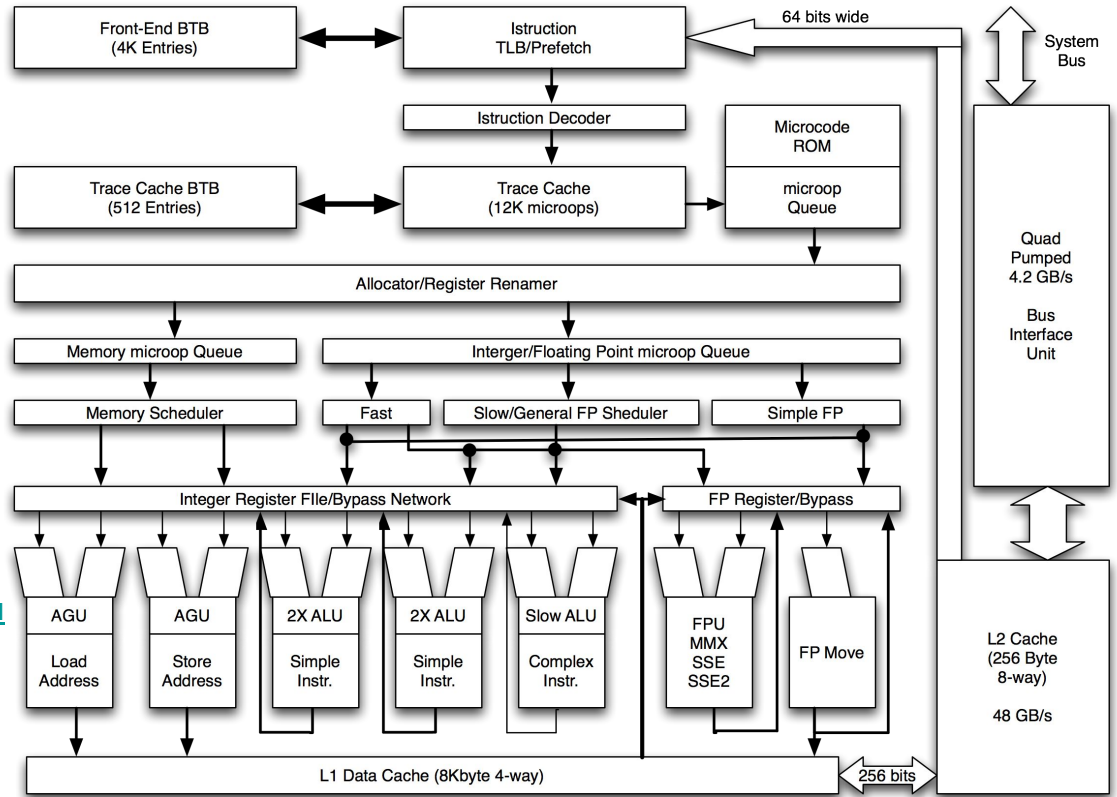 Front-End BTB
(4K Entries)
Istruction
TLB/Prefetch
64 bits wide
System
Bus
Istruction Decoder
Microcode
ROM
Trace Cache BTB
(512 Entries)
Trace Cache
(12K microops)
microop
Queue
Quad
Pumped
4.2 GB/s
Bus
Interface
Unit
Allocator/Register Renamer
Memory microop Queue
Interger/Floating Point microop Queue
Memory Scheduler
Fast
Slow/General FP Sheduler
Simple FP
Integer Register FIle/Bypass Network
FP Register/Bypass
AGU
Load
Address
AGU
Store
Address
2X ALU
Simple
Instr.
2X ALU
Simple
Instr.
Slow ALU
Complex
Instr.
FPU
MMX
SSE
SSE2
FP Move
L2 Cache
(256 Byte
8-way)
48 GB/s
L1 Data Cache (8Kbyte 4-way)
256 bits